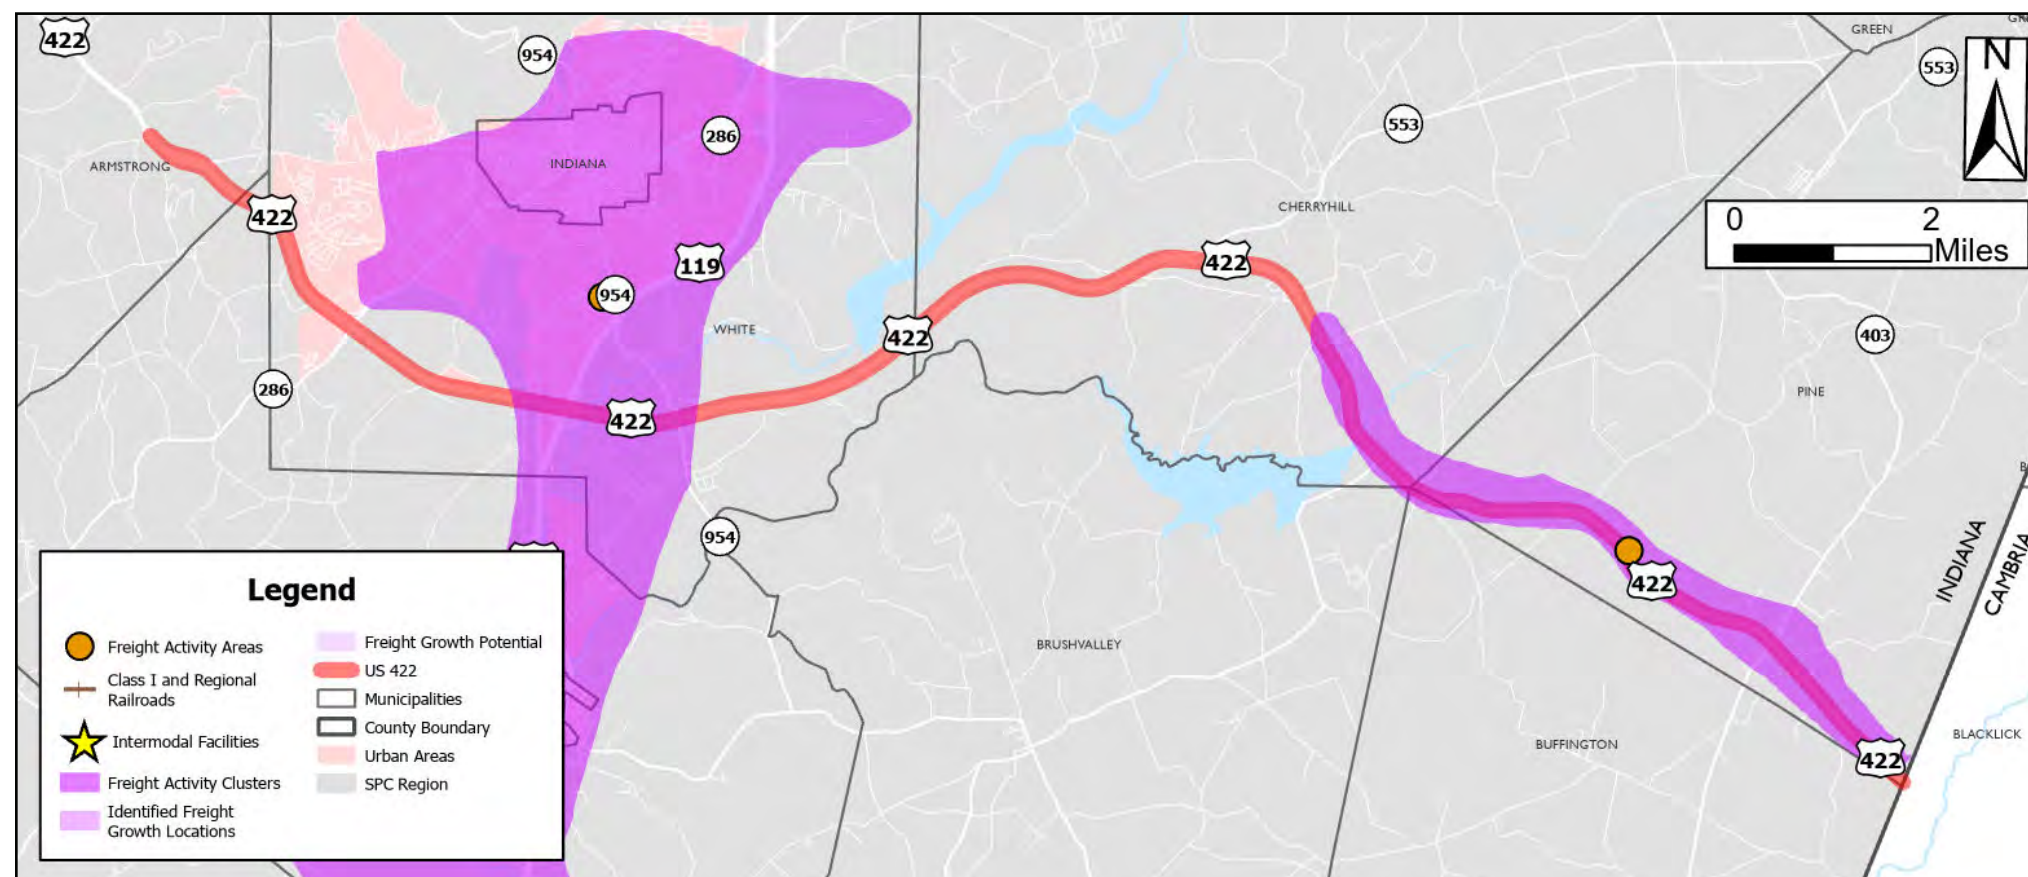 422
954
GREEN
553
N
286
553
ARMSTRONG
INDIANA
0 2
Miles
422
CHERRYHILL
119
422
954
WHITE
422
403
286
422
PINE
954
422
INDIANA
CAMBRIA
BRUSHVALLEY
BUFFINGTON
BLACKLICK
422
Legend
Freight Activity Areas
Class I and Regional
Railroads
Intermodal Facilities
Freight Activity Clusters
Identified Freight
Growth Locations
Freight Growth Potential
US 422
Municipalities
County Boundary
Urban Areas
SPC Region